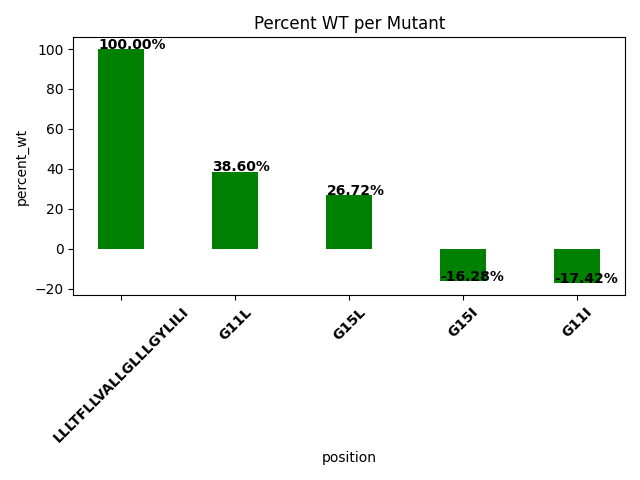 Percent WT per Mutant
percent_wt
100
80
60
40
20
0
−20
100.00%
38.60%
26.72%
-16.28%
-17.42%
LLLTFLLVALLGLLLGYLILI
G11L
G15L
G15I
G11I
position